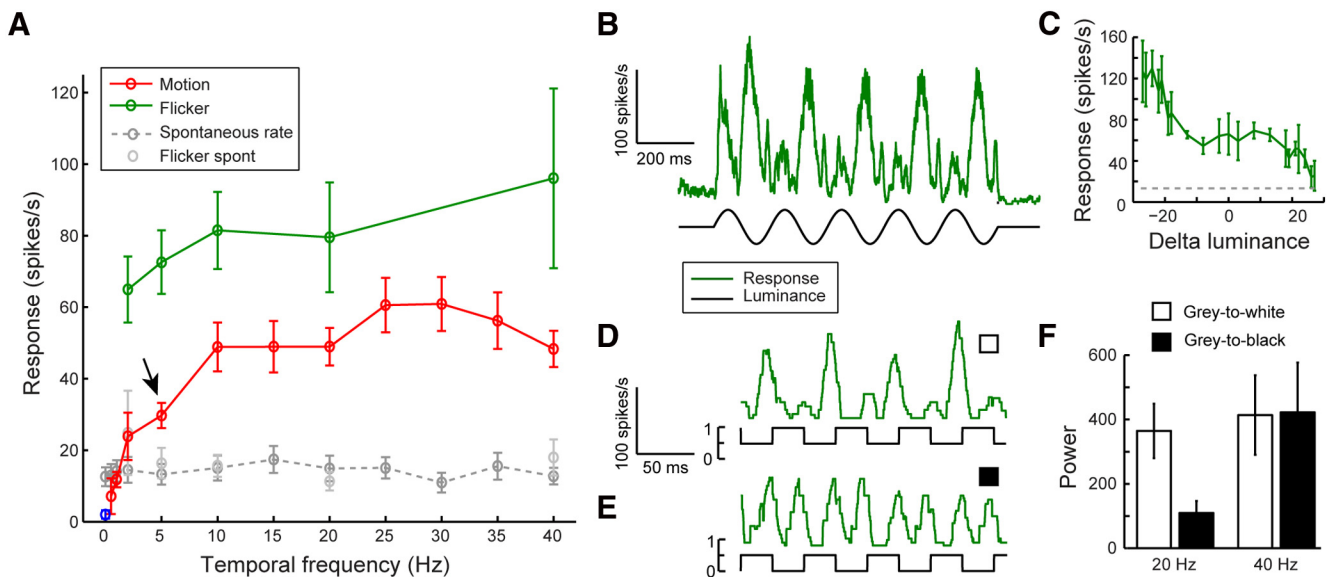 A
Motion
Flicker
Spontaneous rate
Flicker spont
Response (spikes/s)
120
100
80
60
40
20
0
0 5 10 15 20 25 30 35 40
Temporal frequency (Hz)
B
100 spikes/s
200 ms
Response
Luminance
C
Response (spikes/s)
160
120
80
40
0
−20 0 20
Delta luminance
D
100 spikes/s
50 ms
1
0
E
1
0
F
Grey-to-white
Grey-to-black
Power
600
400
200
0
20 Hz 40 Hz